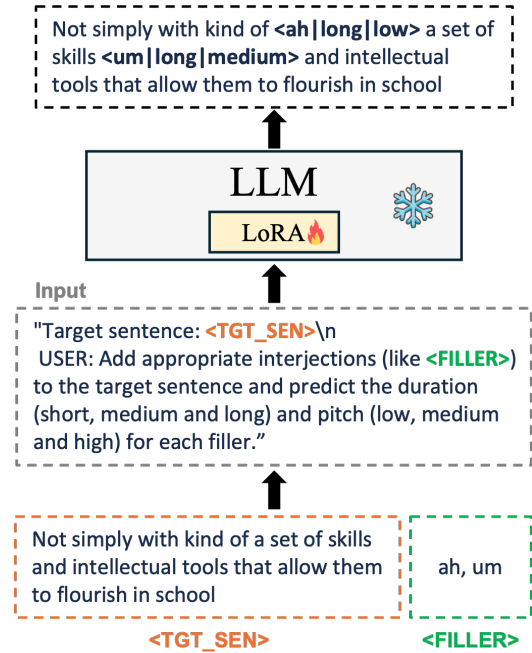 Not simply with kind of <ah|long|low> a set of
skills <um|long|medium> and intellectual
tools that allow them to flourish in school
LLM
LoRA
Input
"Target sentence: <TGT_SEN>\n
USER: Add appropriate interjections (like <FILLER>)
to the target sentence and predict the duration
(short, medium and long) and pitch (low, medium
and high) for each filler.”
Not simply with kind of a set of skills
and intellectual tools that allow them
to flourish in school
ah, um
<TGT_SEN>
<FILLER>